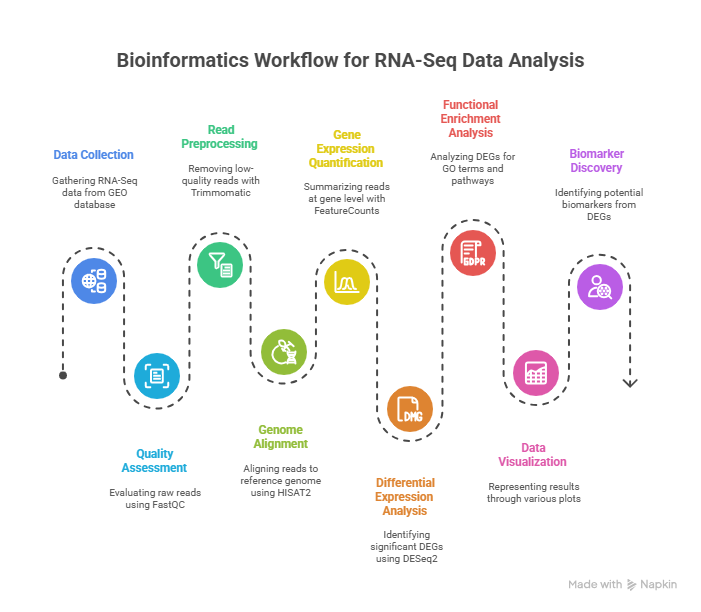 Bioinformatics Workflow for RNA-Seq Data Analysis
Data Collection
Gathering RNA-Seq
data from GEO
database
Quality
Assessment
Evaluating raw reads
using FastQC
Read
Preprocessing
Removing low-
quality reads with
Trimmomatic
Genome
Alignment
Aligning reads to
reference genome
using HISAT2
Gene
Expression
Quantification
Summarizing reads
at gene level with
FeatureCounts
DMG
Differential
Expression
Analysis
Identifying
significant DEGs
using DESeq2
Functional
Enrichment
Analysis
Analyzing DEGs for
GO terms and
pathways
EDPR
Data
Visualization
Representing results
through various plots
Biomarker
Discovery
Identifying potential
biomarkers from
DEGs
Made with Napkin